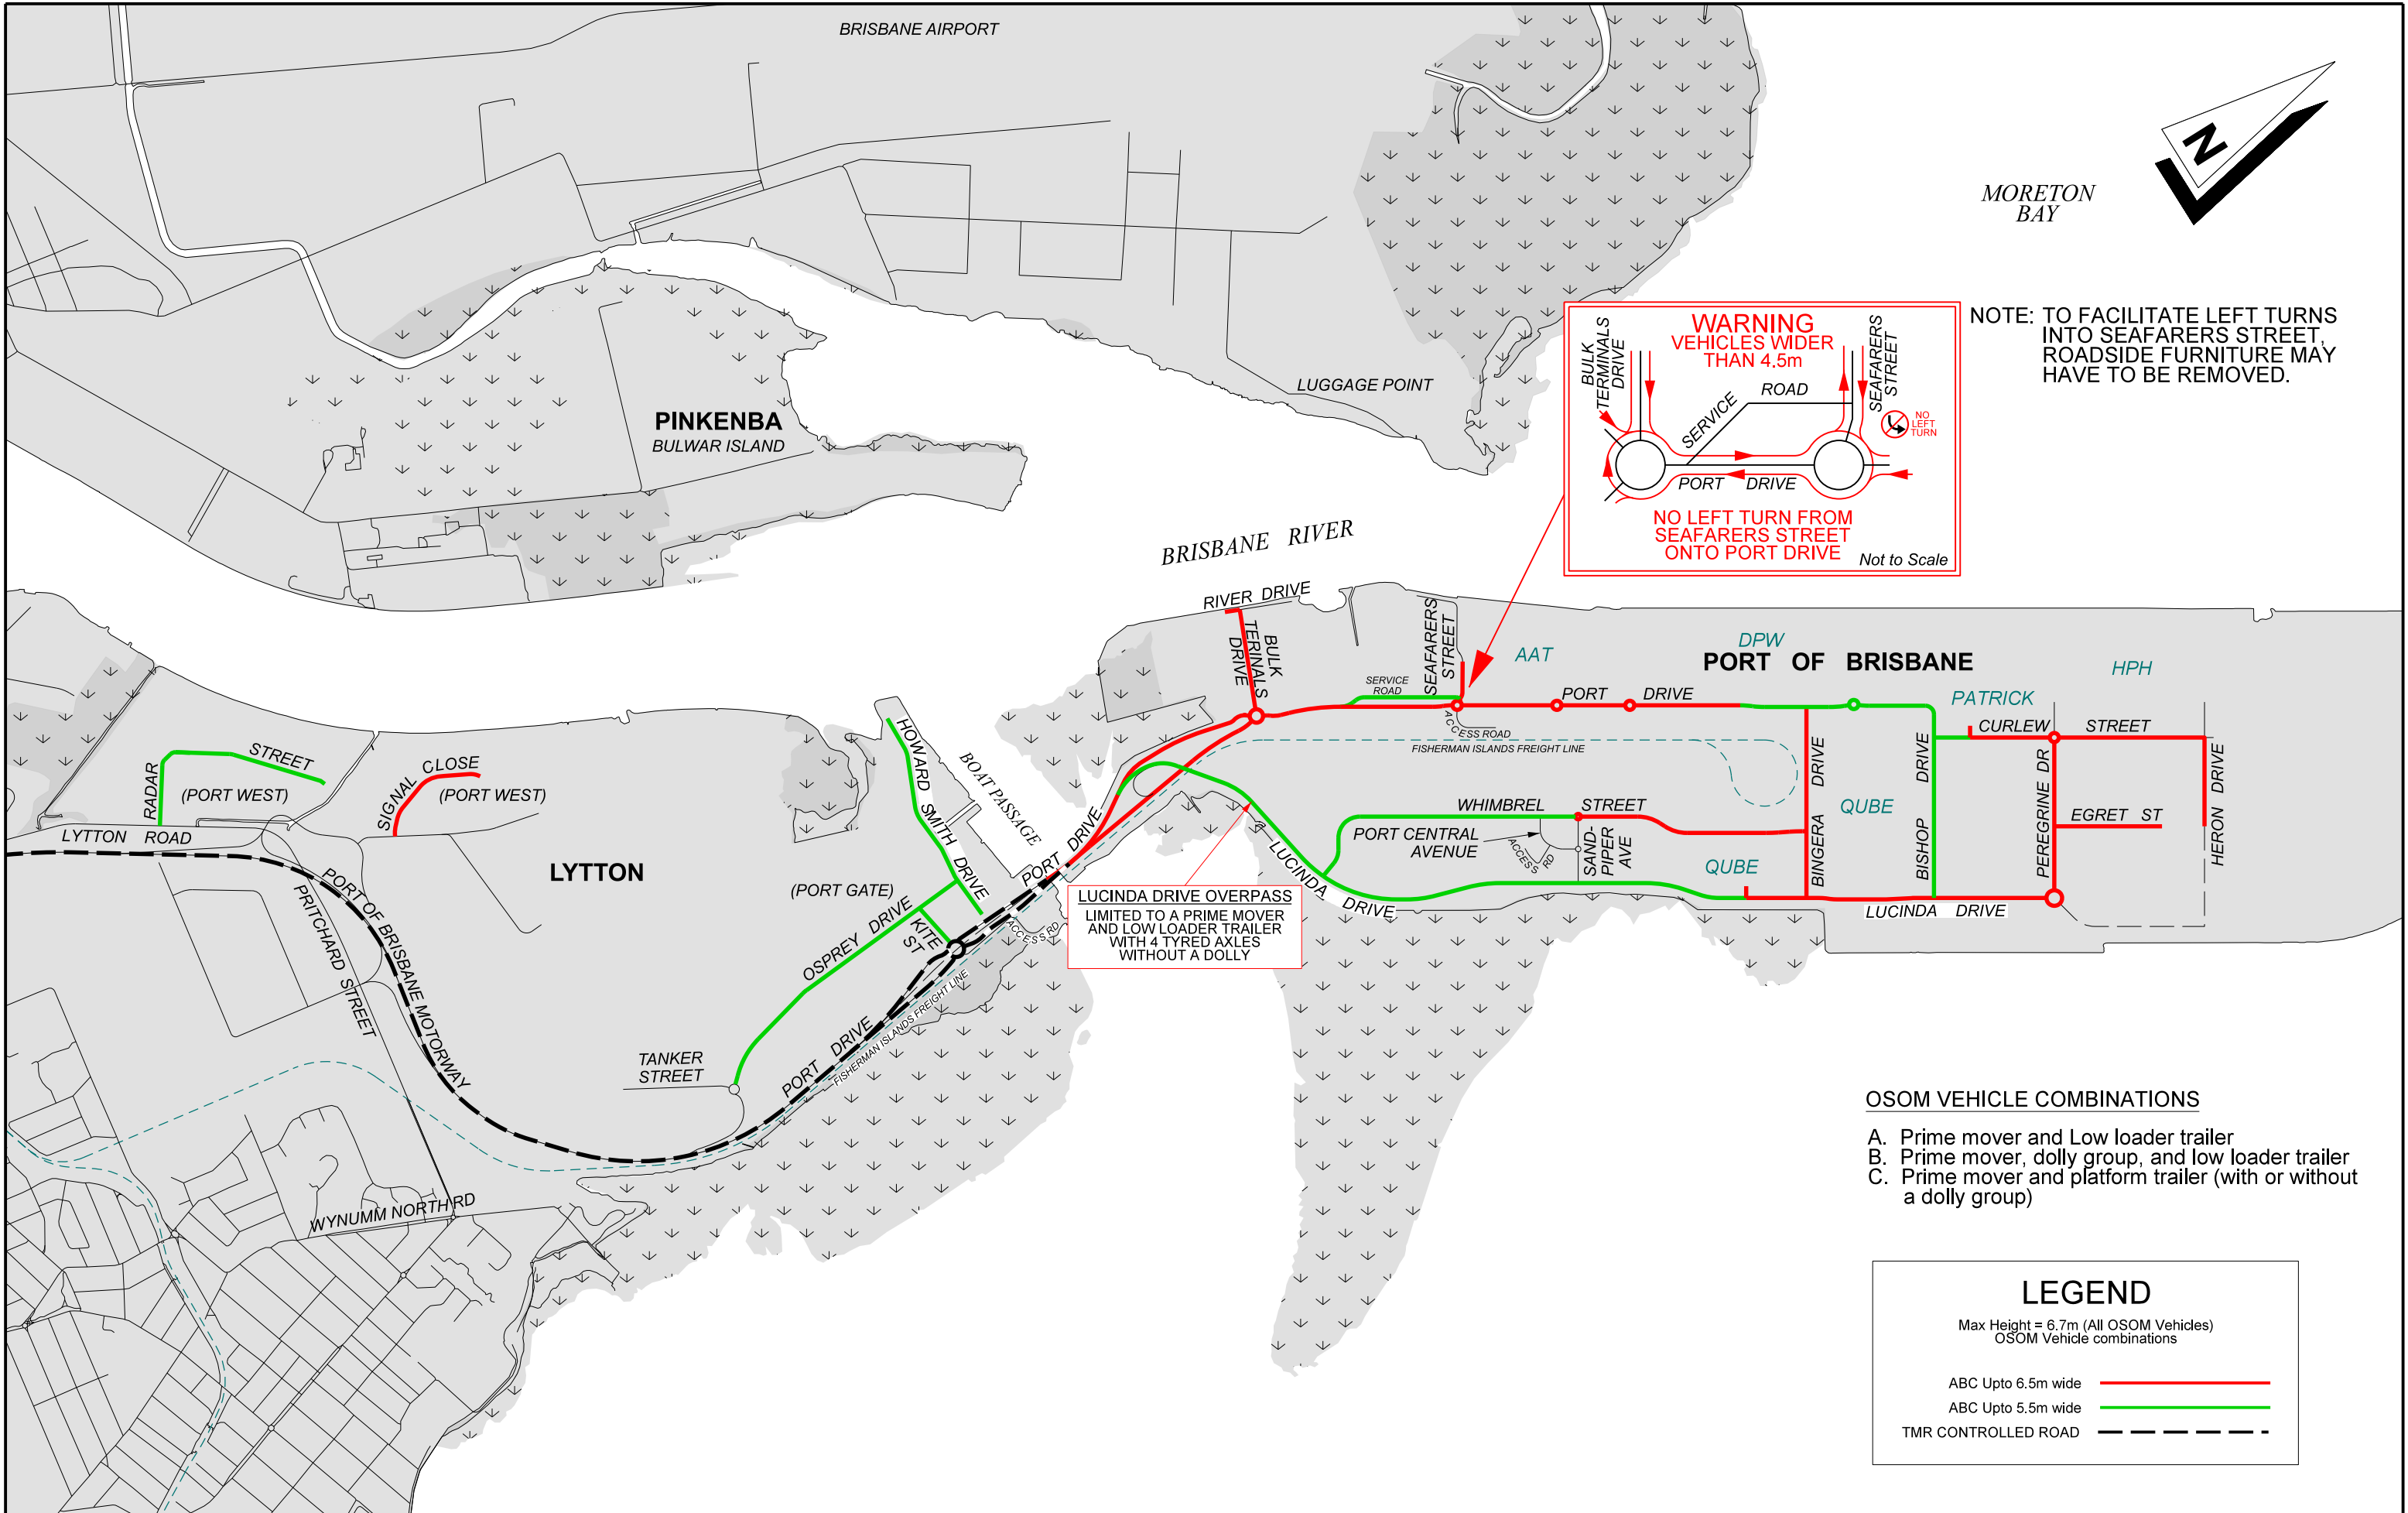 BRISBANE AIRPORT
N
MORETON
BAY
NOTE: TO FACILITATE LEFT TURNS
INTO SEAFARERS STREET,
ROADSIDE FURNITURE MAY
HAVE TO BE REMOVED.
WARNING
VEHICLES WIDER
THAN 4.5m
BULK
TERMINALS
DRIVE
SEAFARERS
STREET
SERVICE ROAD
NO
LEFT
TURN
PORT DRIVE
NO LEFT TURN FROM
SEAFARERS STREET
ONTO PORT DRIVE
Not to Scale
LUGGAGE POINT
PINKENBA
BULWAR ISLAND
BRISBANE RIVER
RIVER DRIVE
BULK
TERINALS
DRIVE
SERVICE
ROAD
SEAFARERS
STREET
AAT
DPW
PORT OF BRISBANE
HPH
PATRICK
PORT DRIVE
ACCESS ROAD
FISHERMAN ISLANDS FREIGHT LINE
CURLEW STREET
BINGERA DRIVE
BISHOP DRIVE
PEREGRINE DR
HERON DRIVE
EGRET ST
QUBE
QUBE
WHIMBREL STREET
PORT CENTRAL
AVENUE
ACCESS RD
SAND-
PIPER
AVE
LUCINDA DRIVE
LUCINDA DRIVE
RADAR STREET
(PORT WEST)
SIGNAL CLOSE
(PORT WEST)
LYTTON ROAD
LYTTON
HOWARD SMITH DRIVE
BOAT PASSAGE
PORT DRIVE
(PORT GATE)
OSPREY DRIVE
KITE
ST
ACCESS RD
LUCINDA DRIVE OVERPASS
LIMITED TO A PRIME MOVER
AND LOW LOADER TRAILER
WITH 4 TYRED AXLES
WITHOUT A DOLLY
PORT OF BRISBANE MOTORWAY
PRITCHARD STREET
PORT DRIVE
FISHERMAN ISLANDS FREIGHT LINE
TANKER
STREET
WYNUMM NORTH RD
OSOM VEHICLE COMBINATIONS
A. Prime mover and Low loader trailer
B. Prime mover, dolly group, and low loader trailer
C. Prime mover and platform trailer (with or without
a dolly group)
LEGEND
Max Height = 6.7m (All OSOM Vehicles)
OSOM Vehicle combinations
ABC Upto 6.5m wide
ABC Upto 5.5m wide
TMR CONTROLLED ROAD